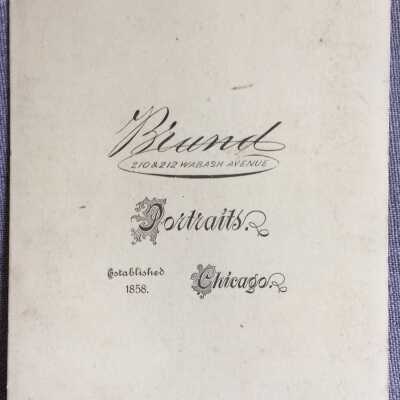 Brand
210 & 212 WABASH AVENUE
Portraits.
Established
1858.
Chicago.